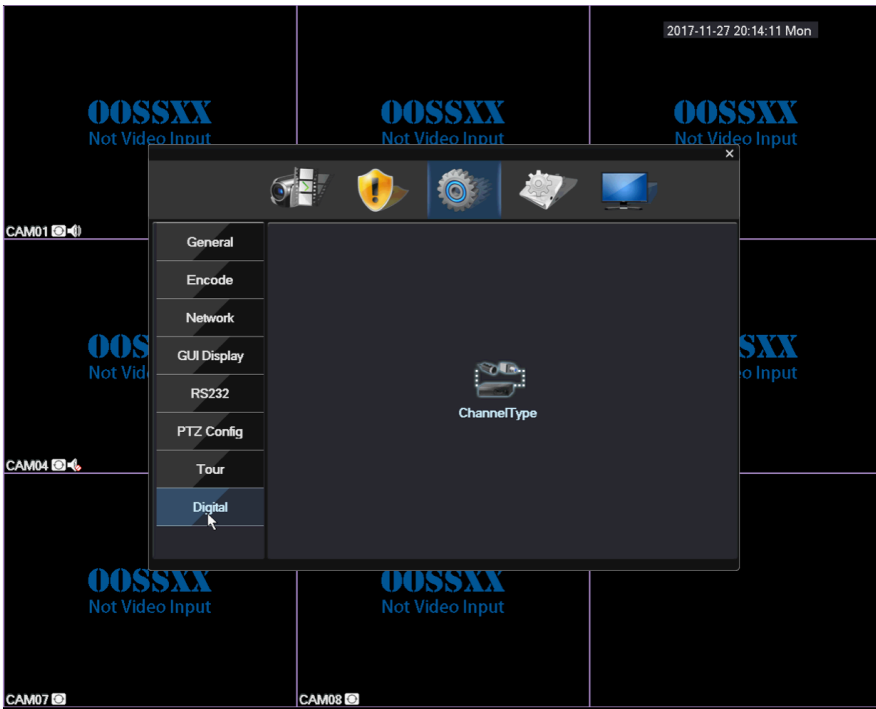 2017-11-27 20:14:11 Mon
OOSSXX
Not Video Input
OOSSXX
Not Video Input
OOSSXX
Not Video Input
CAM01
General
Encode
Network
GUI Display
RS232
PTZ Config
Tour
Digital
ChannelType
OOS
Not Vid
SXX
o Input
CAM04
OOSSXX
Not Video Input
OOSSXX
Not Video Input
CAM07
CAM08